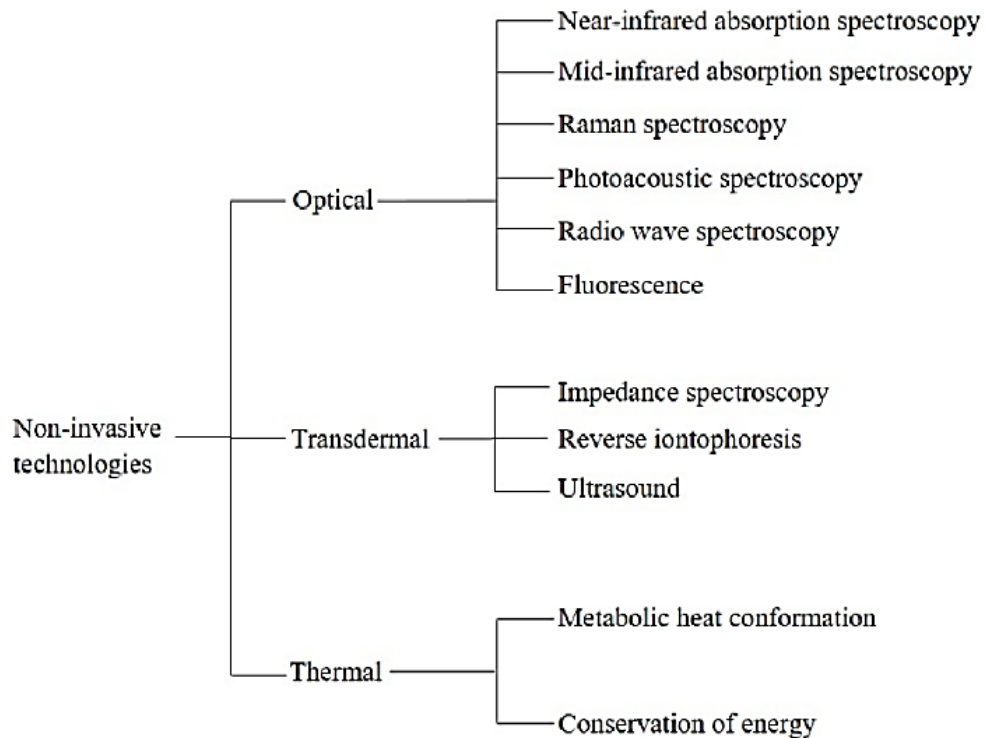 Near-infrared absorption spectroscopy
Mid-infrared absorption spectroscopy
Raman spectroscopy
Photoacoustic spectroscopy
Optical
Radio wave spectroscopy
Fluorescence
Impedance spectroscopy
Non-invasive
technologies
Transdermal
Reverse iontophoresis
Ultrasound
Metabolic heat conformation
Thermal
Conservation of energy